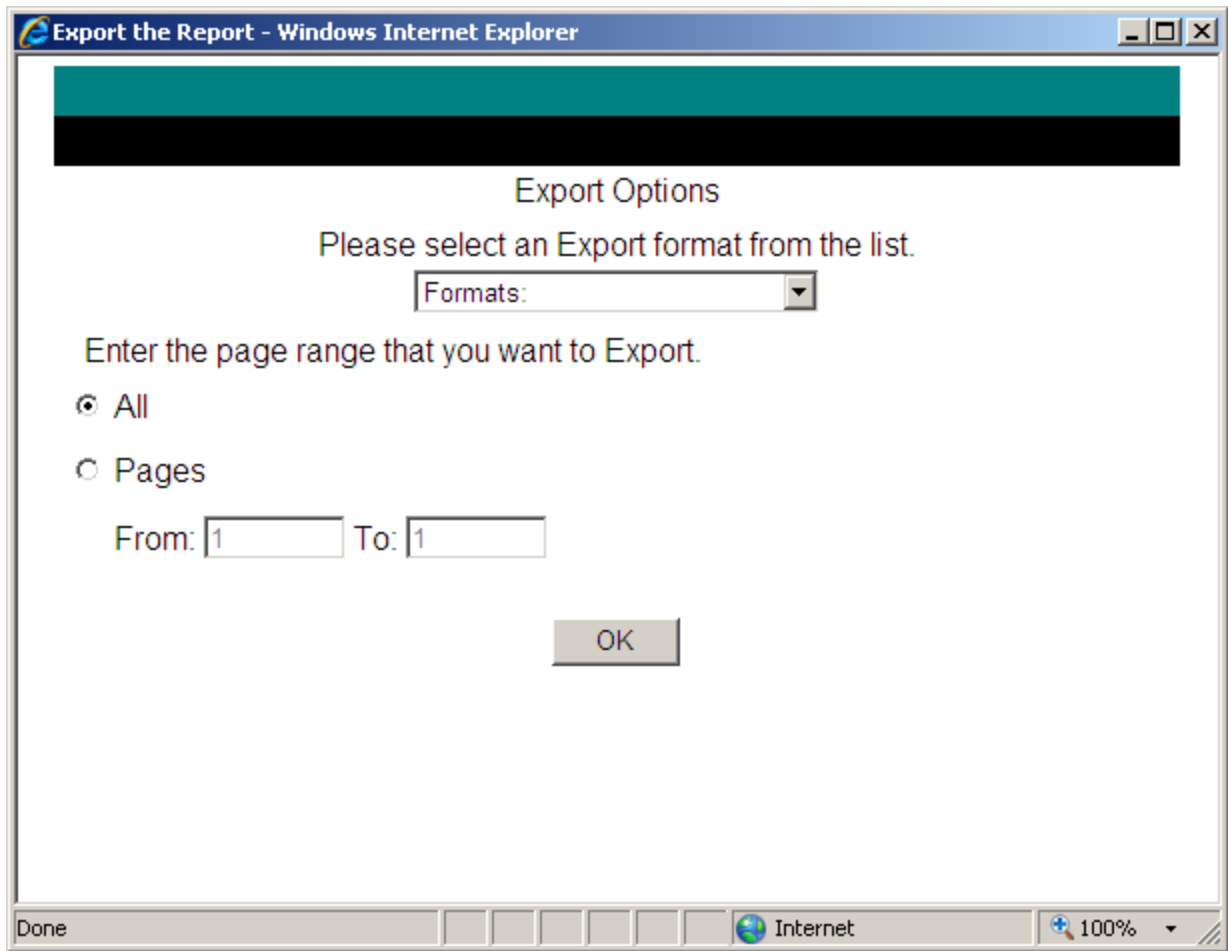 Export the Report - Windows Internet Explorer
Export Options
Please select an Export format from the list.
Formats:
Enter the page range that you want to Export.
All
Pages
From: 1 To: 1
OK
Done Internet 100%